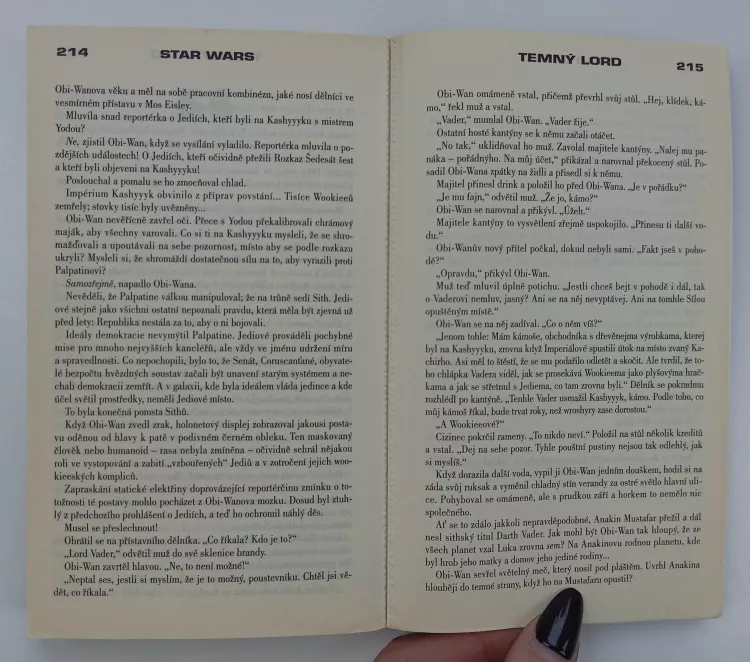 214 STAR WARS
Obi-Wanova věku a měl na sobě pracovní kombinézu, jaké nosí dělníci ve
vesmírném přístavu v Mos Eisley.
Mluvila snad reportérka o Jediích, kteří byli na Kashyyyku s mistrem
Yodou?
Ne, zjistil Obi-Wan, když se vysílání vyladilo. Reportérka mluvila o po-
zdějších událostech! O Jediích, kteří očividně přežili Rozkaz Šedesát šest
a kteří byli objeveni na Kashyyyku!
Poslouchal a pomalu se ho zmocňoval chlad.
Impérium Kashyyyk obvinilo z příprav povstání... Tisíce Wookieeů
zemřely; stovky tisíc byly uvězněny...
Obi-Wan nevěřícně zavřel oči. Přece s Yodou překalibrovali chrámový
maják, aby všechny varovali. Co si ti na Kashyyyku mysleli, že se shro-
mažďovali a upoutávali na sebe pozornost, místo aby se podle rozkazu
ukryli? Mysleli si, že shromáždí dostatečnou sílu na to, aby vyrazili proti
Palpatinovi?
Samozřejmě, napadlo Obi-Wana.
Nevěděli, že Palpatine válkou manipuloval; že na trůně sedí Sith. Jedi-
ové stejně jako všichni ostatní nepoznali pravdu, která měla být zjevná už
před lety: Republika nestála za to, aby o ni bojovali.
Ideály demokracie nevymýtil Palpatine. Jediové prováděli pochybné
mise pro mnoho nejvyšších kancléřů, ale vždy ve jménu udržení míru
a spravedlnosti. Co nepochopili, bylo to, že Senát, Coruscanťané, obyvate-
lé bezpočtu hvězdných soustav začali být unavení starým systémem a ne-
chali demokracii zemřít. A v galaxii, kde byla ideálem vláda jedince a kde
účel světil prostředky, neměli Jediové místo.
To byla konečná pomsta Sithů.
Když Obi-Wan zvedl zrak, holonetový displej zobrazoval jakousi posta-
vu oděnou od hlavy k patě v podivném černém obleku. Ten maskovaný
člověk nebo humanoid – rasa nebyla zmíněna – očividně sehrál nějakou
roli ve vystopování a zabití „vzbouřených“ Jediů a v zotročení jejich woo-
kieeských kompliců.
Zapraskání statické elektřiny doprovázející reportérčinu zmínku o to-
tožnosti té postavy mohlo pocházet z Obi-Wanova mozku. Dosud byl ztuh-
lý z předchozího prohlášení o Jediích, a teď ho ochromil náhlý děs.
Musel se přeslechnout!
Obrátil se na přístavního dělníka. „Co říkala? Kdo je to?“
„Lord Vader,“ odvětil muž do své sklenice brandy.
Obi-Wan zavrtěl hlavou. „Ne, to není možné!“
„Neptal ses, jestli si myslím, že je to možný, poustevníku. Chtěl jsi vě-
dět, co říkala.“
TEMNÝ LORD 215
Obi-Wan omámeně vstal, přičemž převrhl svůj stůl. „Hej, klídek, ká-
mo,“ řekl muž a vstal.
„Vader,“ mumlal Obi-Wan. „Vader žije.“
Ostatní hosté kantýny se k němu začali otáčet.
„No tak,“ uklidňoval ho muž. Zavolal majitele kantýny. „Nalej mu pa-
náka – pořádnýho. Na můj účet,“ přikázal a narovnal překocený stůl. Po-
sadil Obi-Wana zpátky na židli a přisedl si k němu.
Majitel přinesl drink a položil ho před Obi-Wana. „Je v pořádku?“
„Je mu fajn,“ odvětil muž. „Že jo, kámo?“
Obi-Wan se narovnal a přikývl. „Úžeh.“
Majitele kantýny to vysvětlení zřejmě uspokojilo. „Přinesu ti další vo-
du.“
Obi-Wanův nový přítel počkal, dokud nebyli sami. „Fakt jseš v poho-
dě?“
„Opravdu,“ přikývl Obi-Wan.
Muž teď mluvil úplně potichu. „Jestli chceš bejt v pohodě i dál, tak
o Vaderovi nemluv, jasný? Ani se na něj nevyptávej. Ani na tomhle Sílou
opuštěným místě.“
Obi-Wan se na něj zadíval. „Co o něm víš?“
„Jenom tohle: Mám kámoše, obchodníka s dřevěnejma výrobkama, kterej
byl na Kashyyyku, zrovna když Imperiálové spustili útok na místo zvaný Ka-
chirho. Asi měl to štěstí, že se mu podařilo odletět a skočit. Ale tvrdil, že to-
ho chlápka Vadera viděl, jak se prosekává Wookieema jako plyšovýma hrač-
kama a jak se střetnul s Jediema, co tam zrovna byli.“ Dělník se pokradmu
rozhlédl po kantýně. „Tenhle Vader usmažil Kashyyyk, kámo. Podle toho, co
můj kámoš říkal, bude trvat roky, než wroshyry zase dorostou.“
„A Wookieeové?“
Cizinec pokrčil rameny. „To nikdo neví.“ Položil na stůl několik kreditů
a vstal. „Dej na sebe pozor. Tyhle pouštní pustiny nejsou tak odlehlý, jak
si myslíš.“
Když dorazila další voda, vypil ji Obi-Wan jedním douškem, hodil si na
záda svůj ruksak a vyměnil chladný stín verandy za ostré světlo hlavní uli-
ce. Pohyboval se omámeně, ale s prudkou září a horkem to nemělo nic
společného.
Ať se to zdálo jakkoli nepravděpodobné, Anakin Mustafar přežil a dál
nesl sithský titul Darth Vader. Jak mohl být Obi-Wan tak hloupý, že ze
všech planet vzal Luka zrovna sem? Na Anakinovu rodnou planetu, kde
byl hrob jeho matky a domov jeho jediné rodiny...
Obi-Wan sevřel světelný meč, který nosil pod pláštěm. Uvrhl Anakina
hlouběji do temné strany, když ho na Mustafaru opustil?